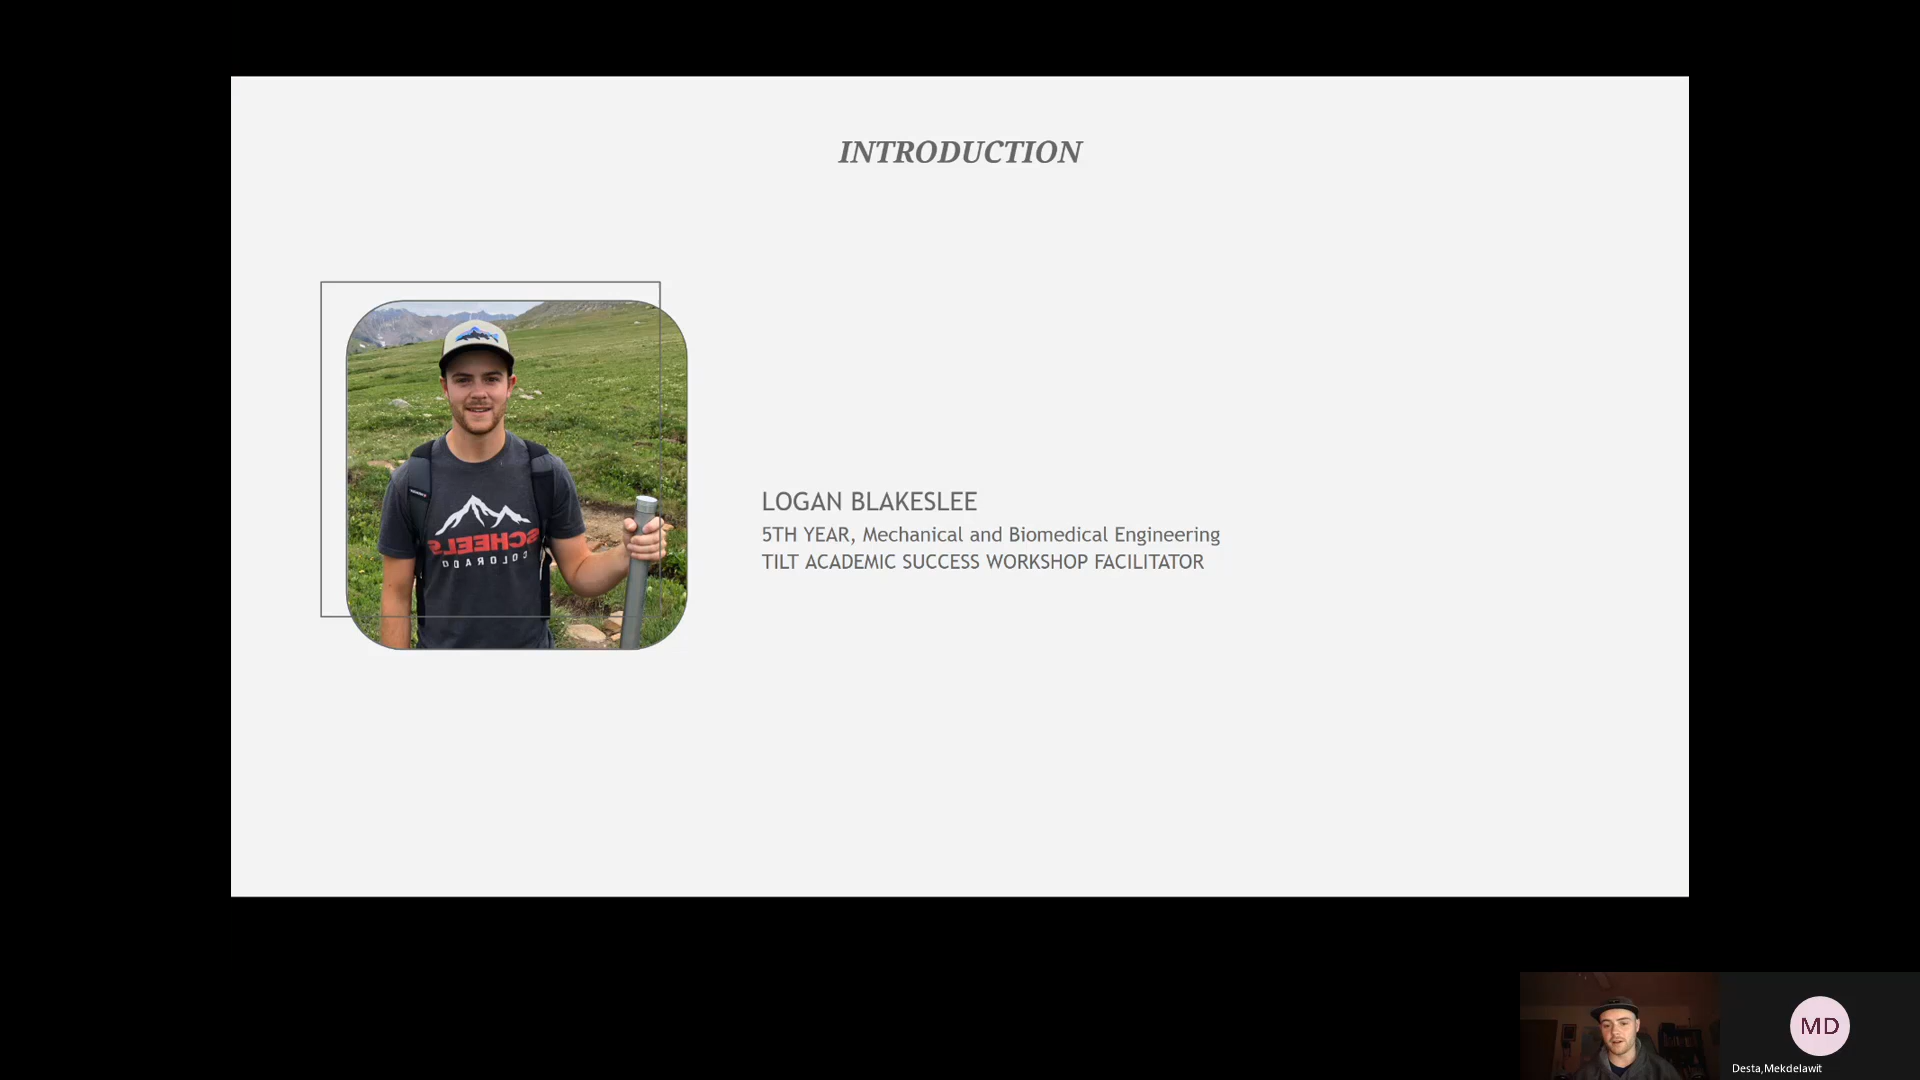 INTRODUCTION
SCHEELS
COLORADO
LOGAN BLAKESLEE
5TH YEAR, Mechanical and Biomedical Engineering
TILT ACADEMIC SUCCESS WORKSHOP FACILITATOR
MD
Desta,Mekdelawit